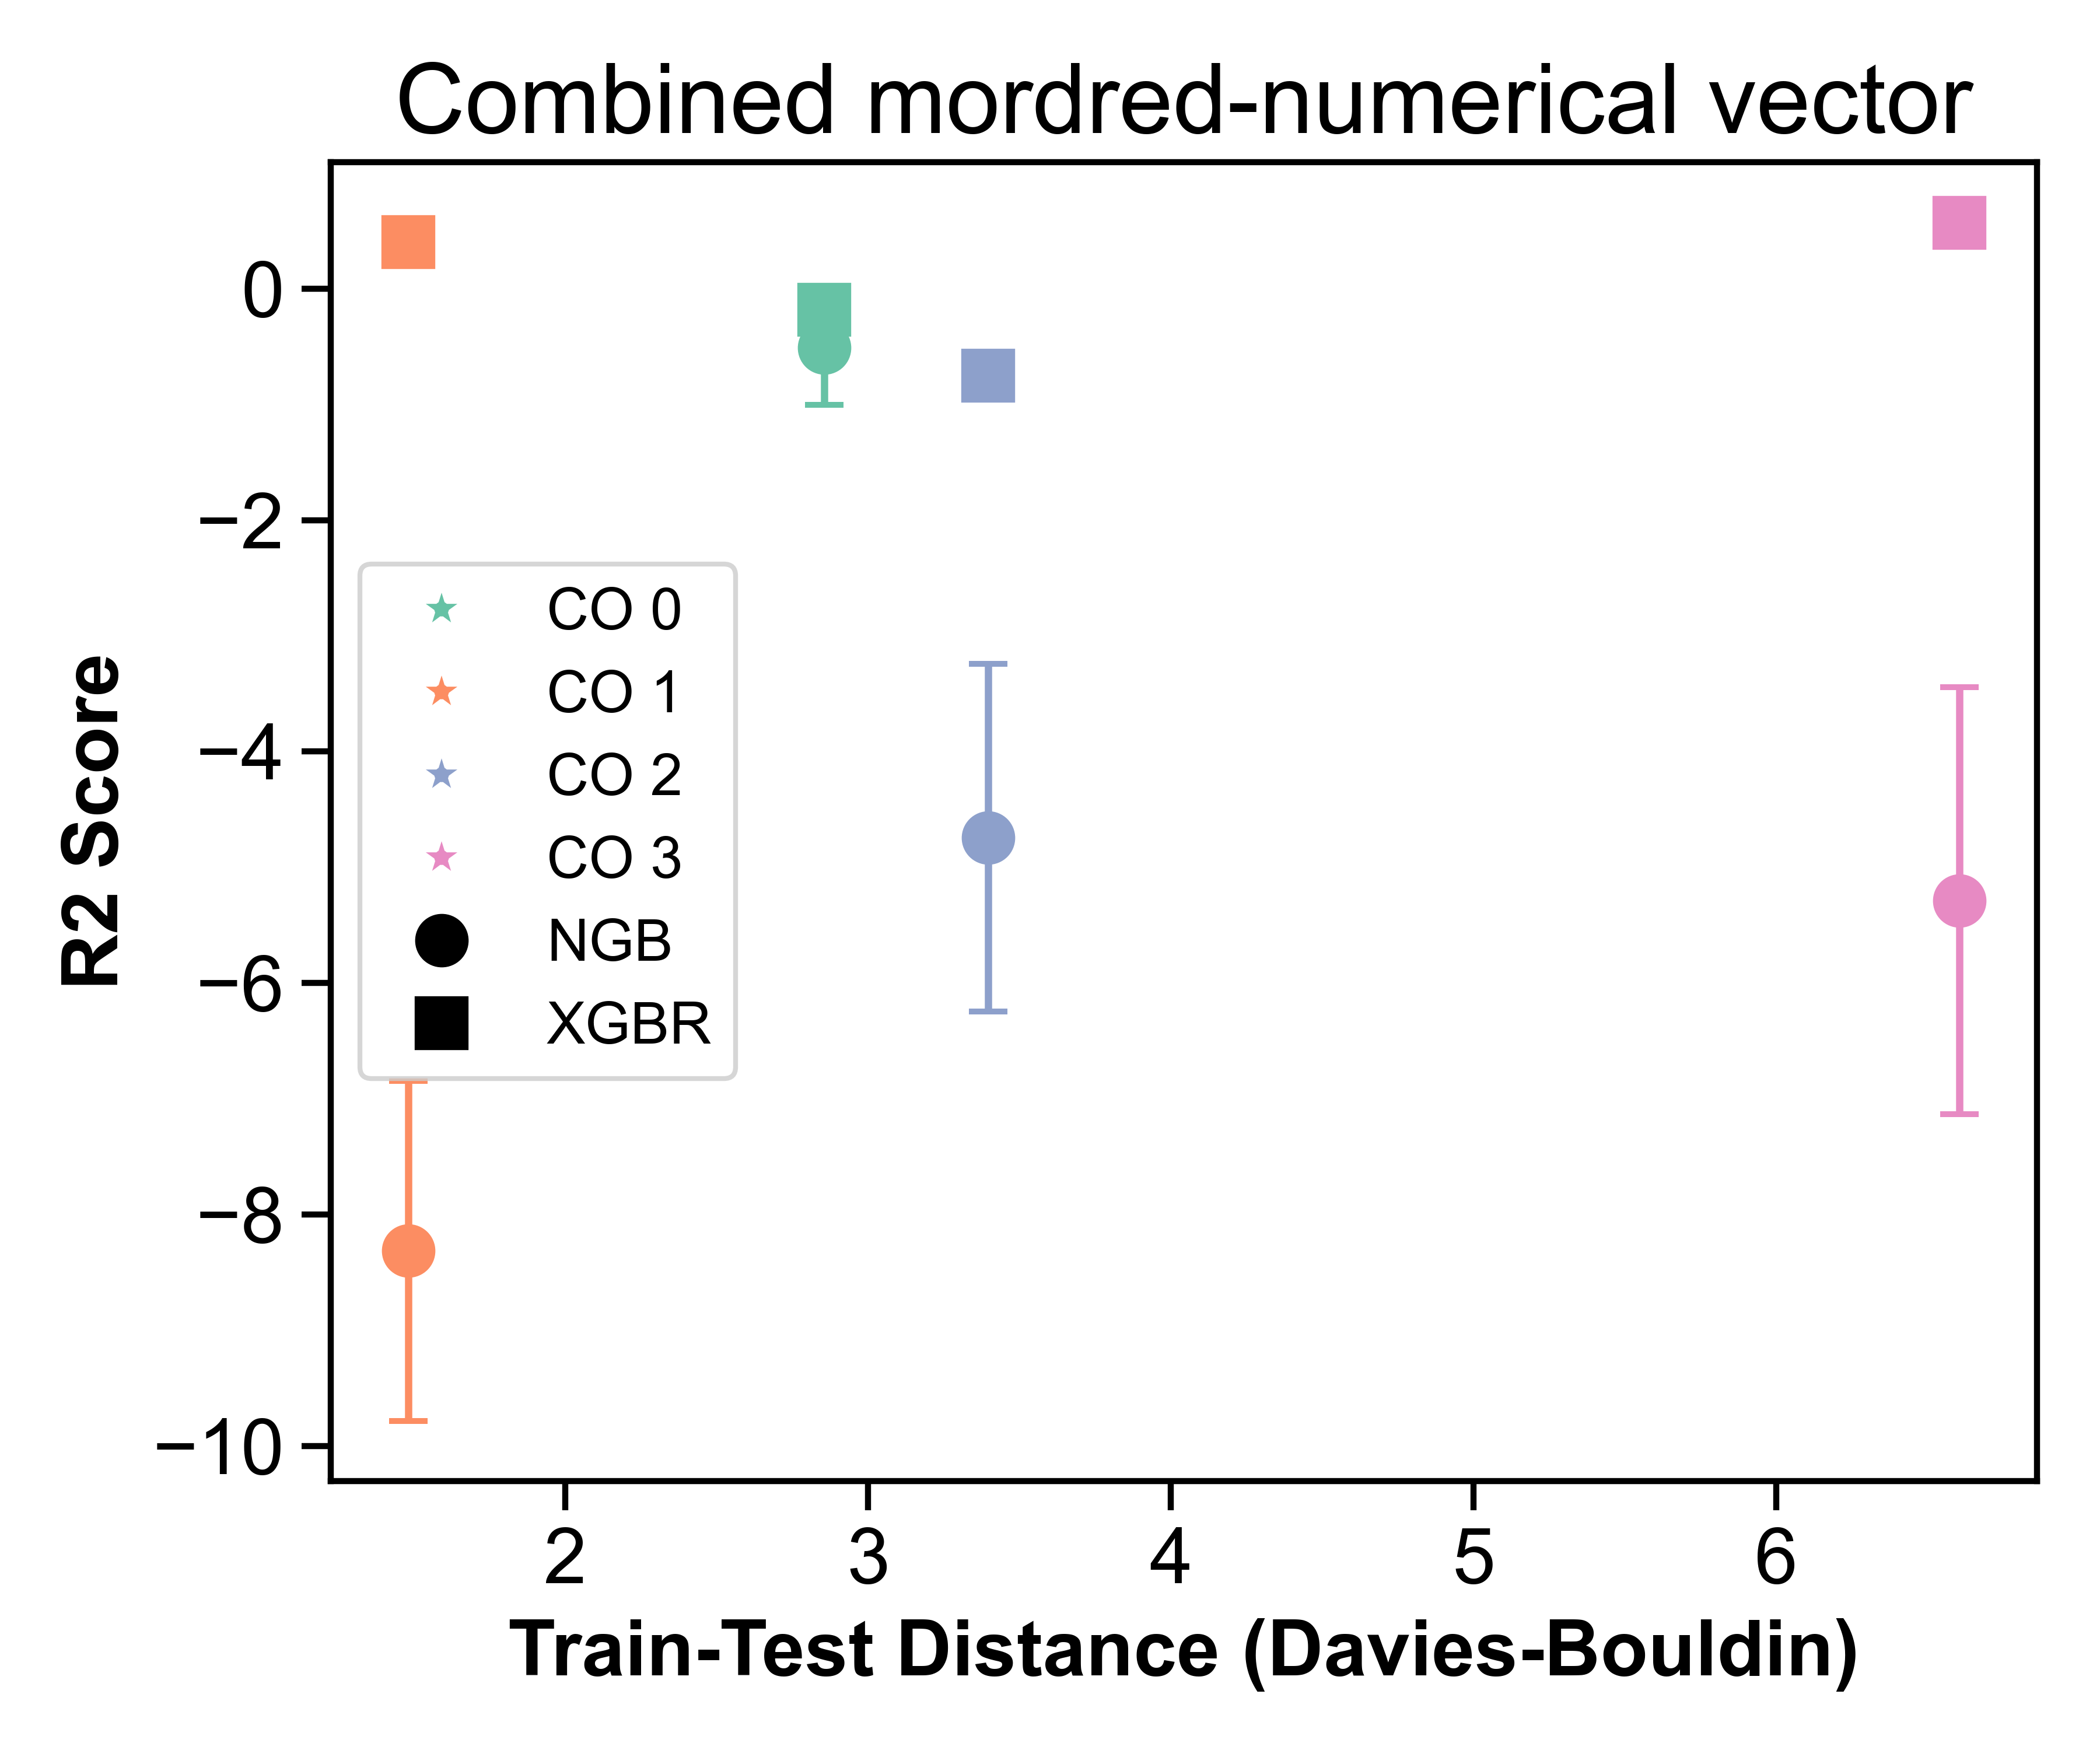 Combined mordred-numerical vector
R2 Score
0
−2
−4
−6
−8
−10
CO 0
CO 1
CO 2
CO 3
NGB
XGBR
2 3 4 5 6
Train-Test Distance (Davies-Bouldin)